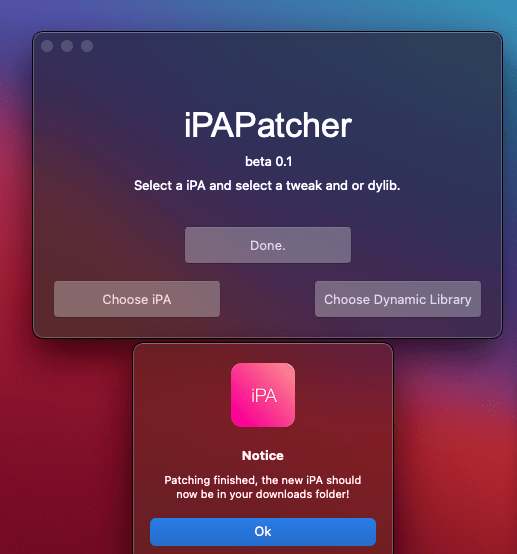 iPAPatcher
beta 0.1
Select a iPA and select a tweak and or dylib.
Done.
Choose iPA
Choose Dynamic Library
iPA
Notice
Patching finished, the new iPA should
now be in your downloads folder!
Ok